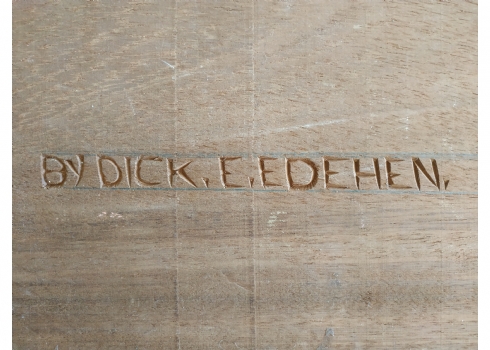 BY DICK. E. EDEHEN.